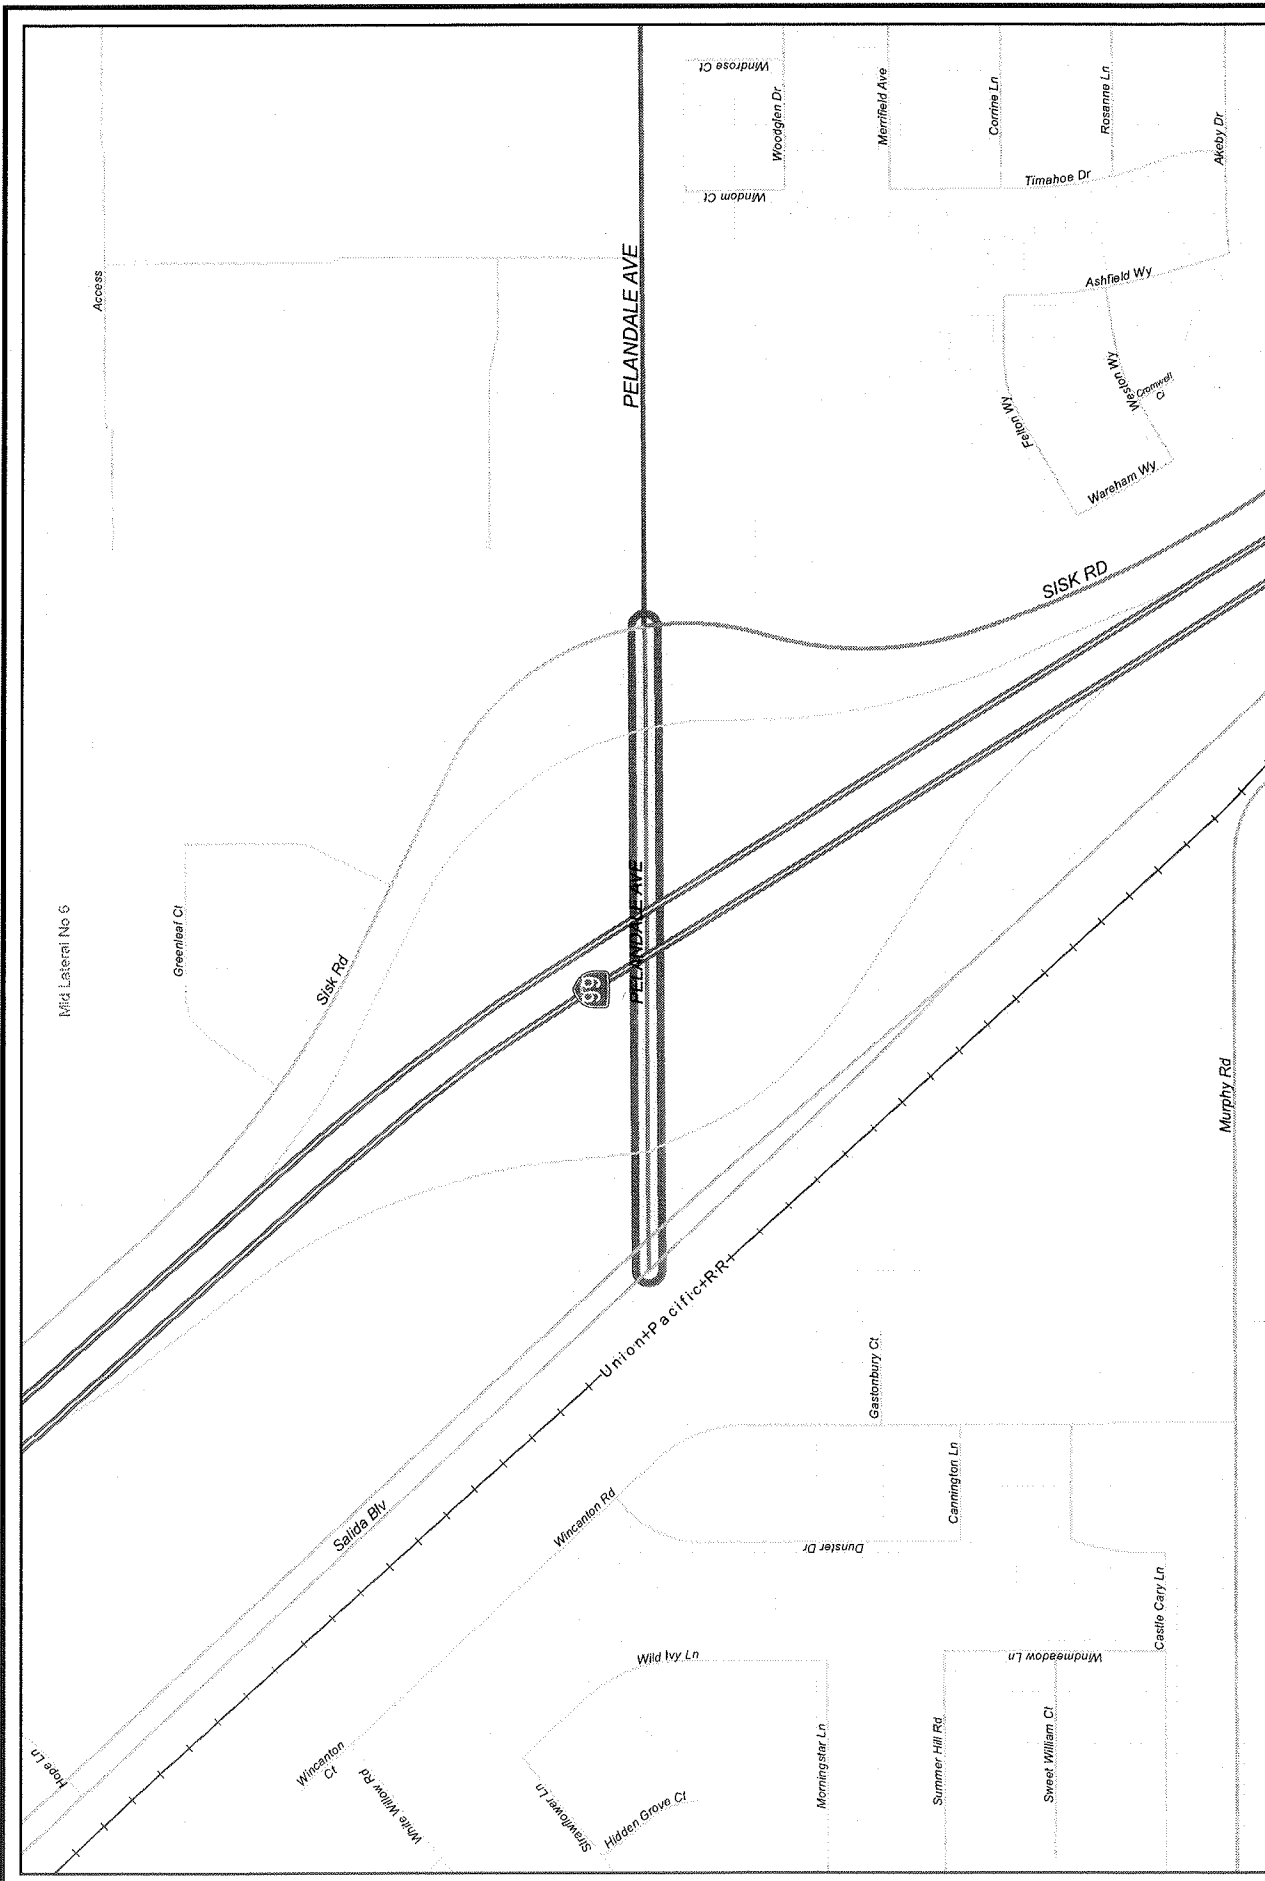 Windrose Ct
Woodglen Dr
Merrifield Ave
Corrine Ln
Rosanne Ln
Akeby Dr
Windom Ct
Timahoe Dr
Access
PELANDALE AVE
Ashfield Wy
Weston Wy
Cromwell
Ct
Felton Wy
Wareham Wy
SISK RD
Mid Lateral No 6
Greenleaf Ct
Sisk Rd
99
PELANDALE AVE
Murphy Rd
Union Pacific RR
Gastonbury Ct
Salida Blv
Wincanton Rd
Cannington Ln
Dunster Dr
Castle Cary Ln
Wild Ivy Ln
Windmeadow Ln
Hope Ln
Wincanton
Ct
White Willow Rd
Strawflower Ln
Hidden Grove Ct
Morningstar Ln
Summer Hill Rd
Sweet William Ct